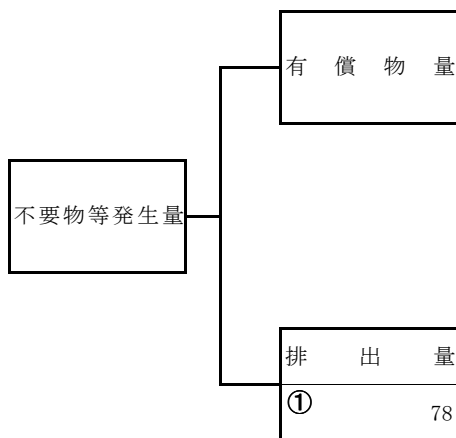 有償物量
不要物等発生量
排出量
①
78